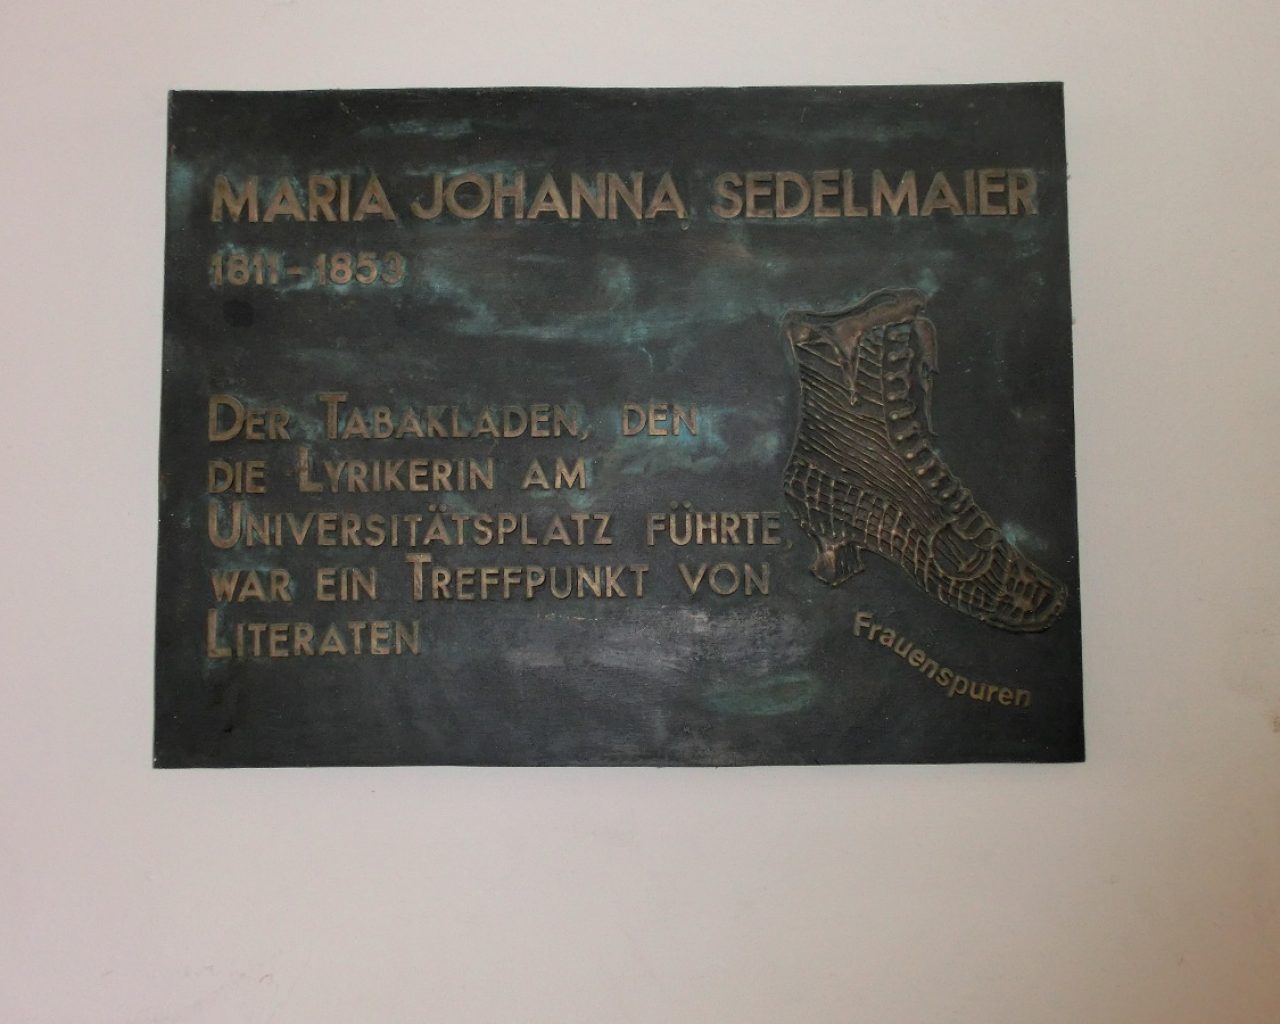 MARIA JOHANNA SEDELMAIER
1811-1853
DER TABAKLADEN, DEN
DIE LYRIKERIN AM
UNIVERSITÄTSPLATZ FÜHRTE,
WAR EIN TREFFPUNKT VON
LITERATEN
Frauenspuren